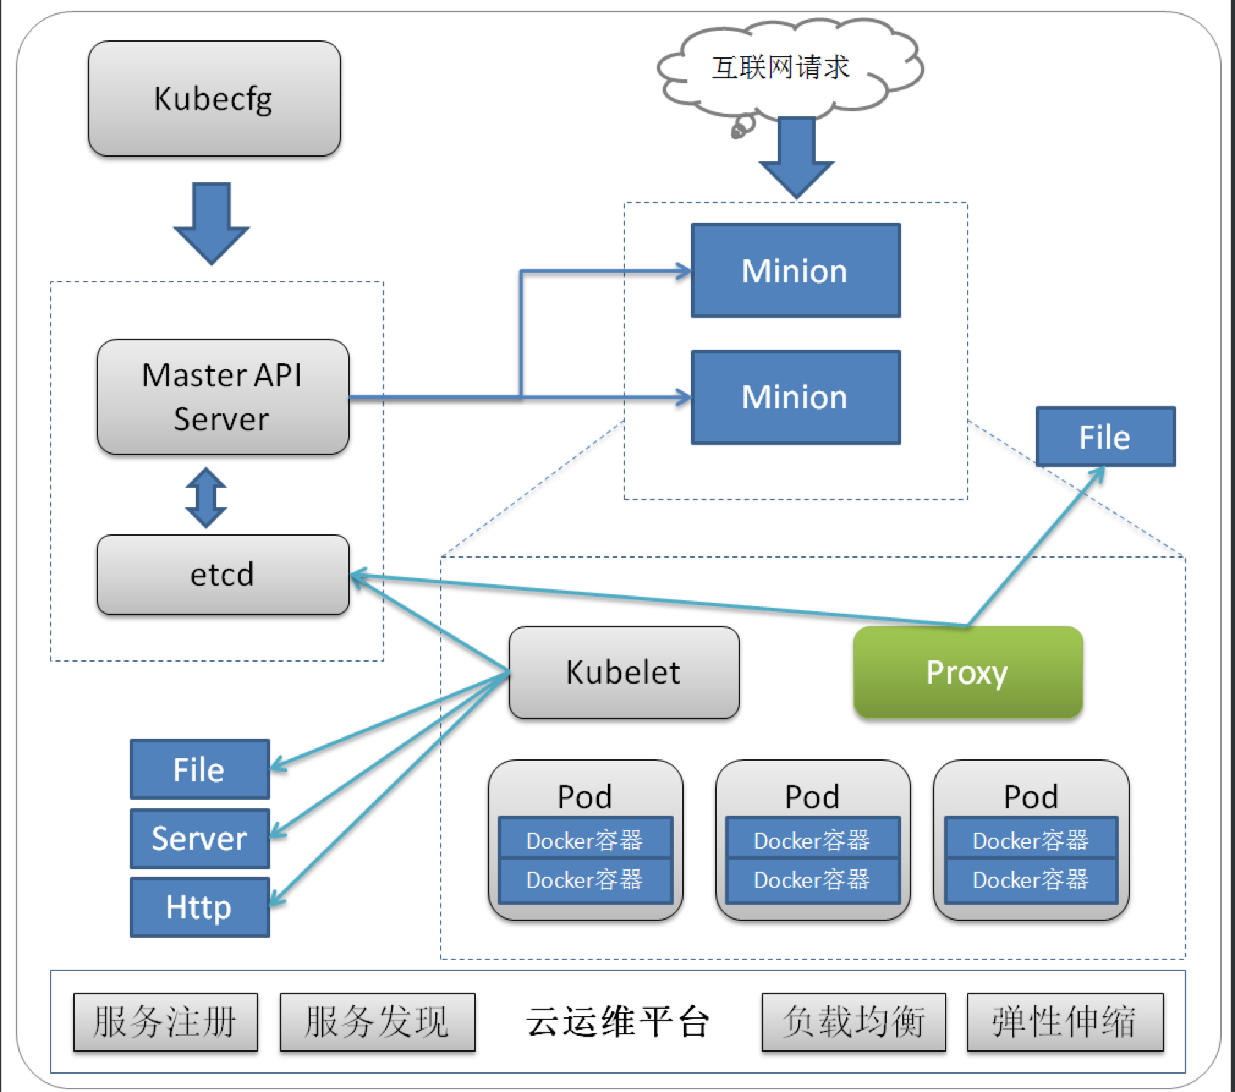 Kubecfg
互联网请求
Master API
Server
etcd
Minion
Minion
File
Kubelet
Proxy
File
Server
Http
Pod
Docker容器
Docker容器
Pod
Docker容器
Docker容器
Pod
Docker容器
Docker容器
服务注册
服务发现
云运维平台
负载均衡
弹性伸缩